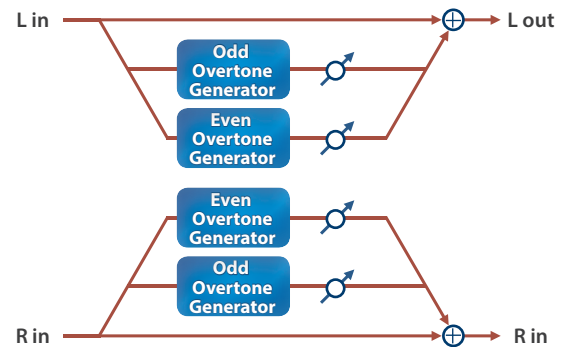 L in
L out
Odd
Overtone
Generator
Even
Overtone
Generator
Even
Overtone
Generator
Odd
Overtone
Generator
R in
R in